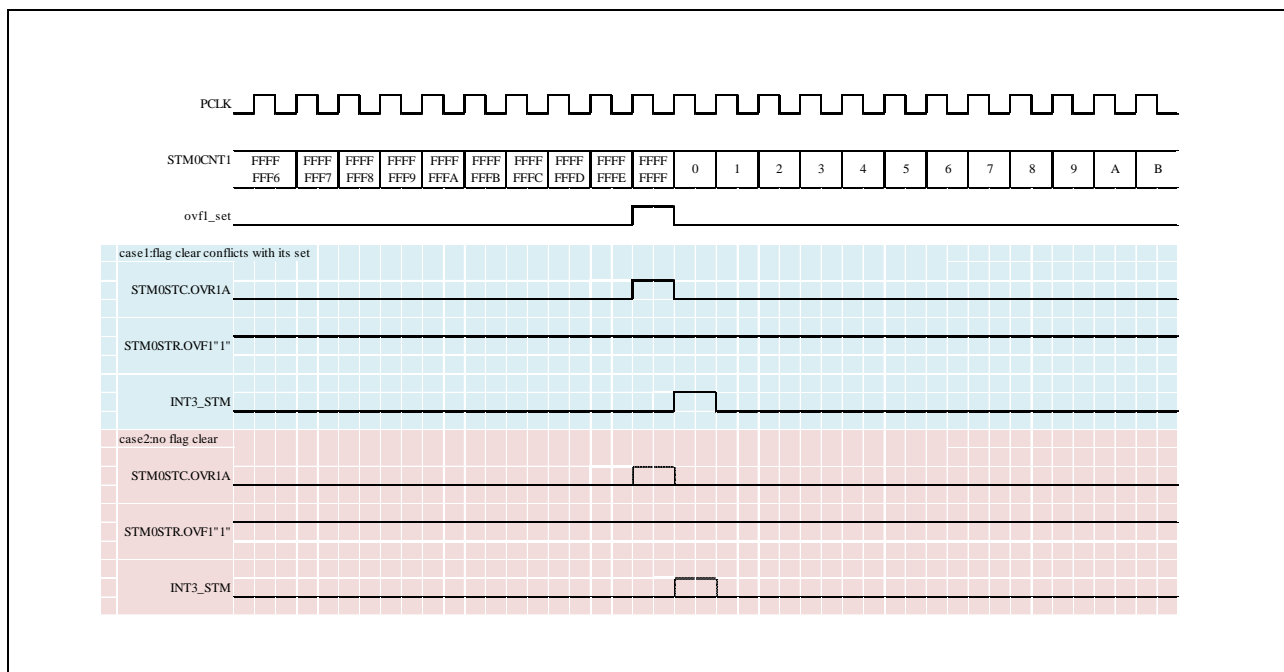 PCLK
STM0CNT1
FFFF FFFF FFFF FFFF FFFF FFFF FFFF FFFF FFFF FFFF
FFF6 FFF7 FFF8 FFF9 FFFA FFFB FFFC FFFD FFFE FFFF
0 1 2 3 4 5 6 7 8 9 A B
ovf1_set
case1:flag clear conflicts with its set
STM0STC.OVR1A
STM0STR.OVF1"1"
INT3_STM
case2:no flag clear
STM0STC.OVR1A
STM0STR.OVF1"1"
INT3_STM